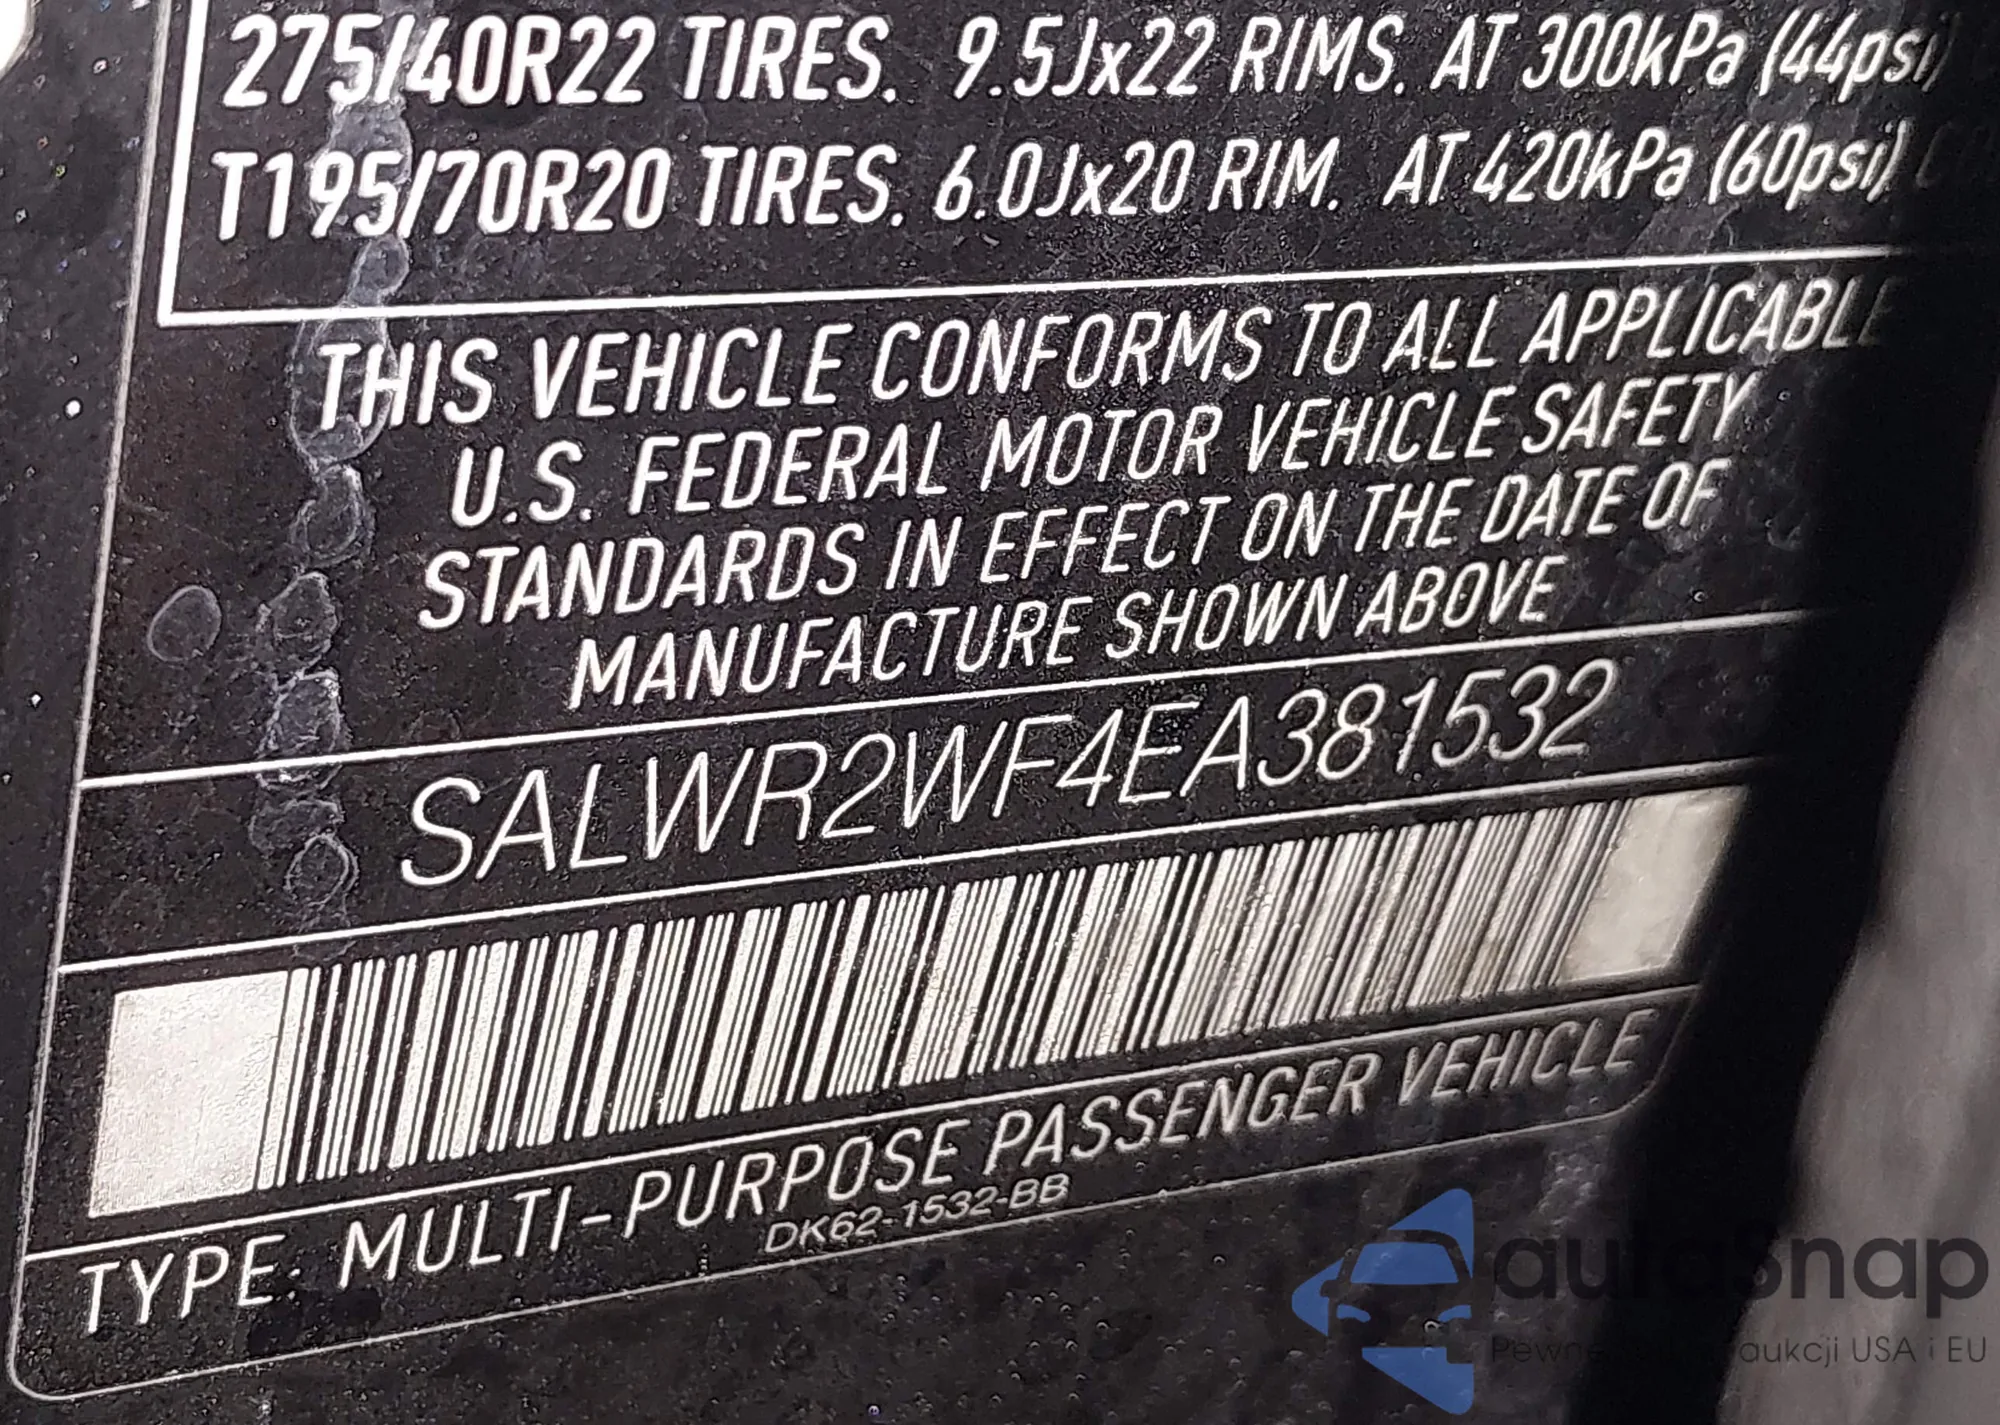 275/40R22 TIRES. 9.5Jx22 RIMS. AT 300kPa (44psi)
T195/70R20 TIRES. 6.0Jx20 RIM. AT 420kPa (60psi)
THIS VEHICLE CONFORMS TO ALL APPLICABLE
U.S. FEDERAL MOTOR VEHICLE SAFETY
STANDARDS IN EFFECT ON THE DATE OF
MANUFACTURE SHOWN ABOVE
SALWR2WF4EA381532
TYPE: MULTI-PURPOSE PASSENGER VEHICLE
DK62-1532-BB
autoSnap
aukcji USA i EU